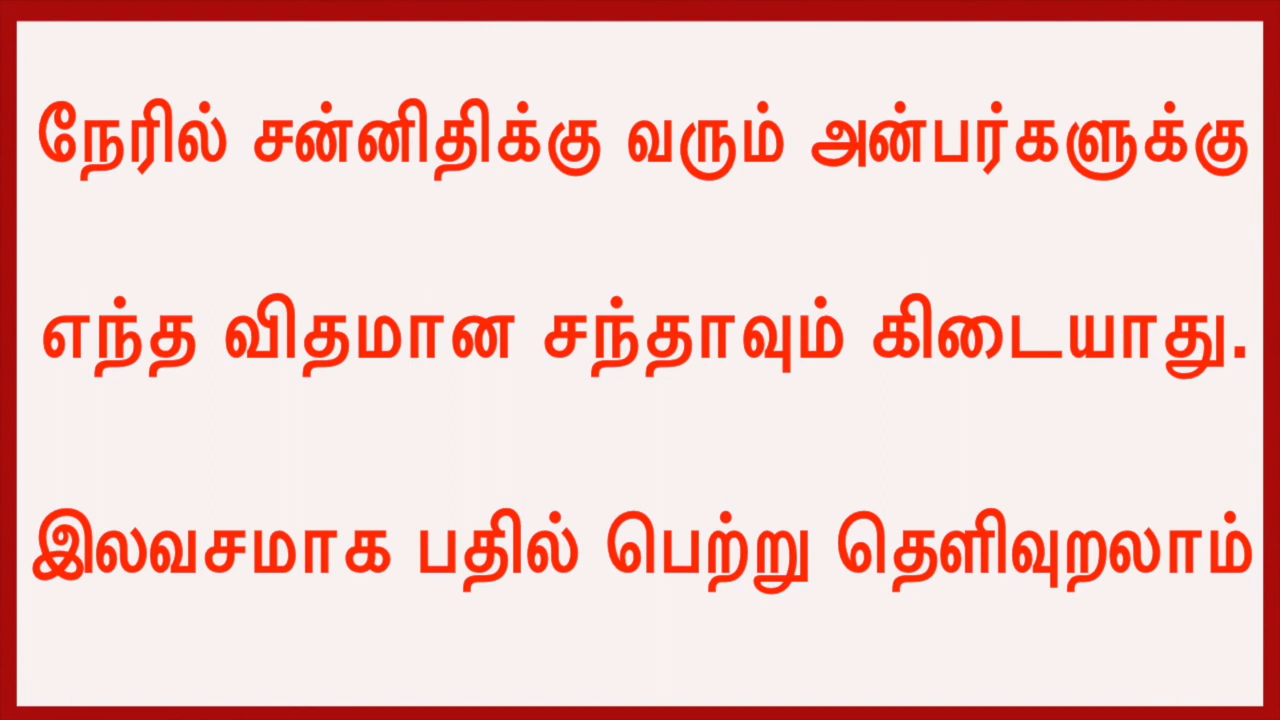 நேரில் சன்னிதிக்கு வரும் அன்பர்களுக்கு
எந்த விதமான சந்தாவும் கிடையாது.
இலவசமாக பதில் பெற்று தெளிவுறலாம்